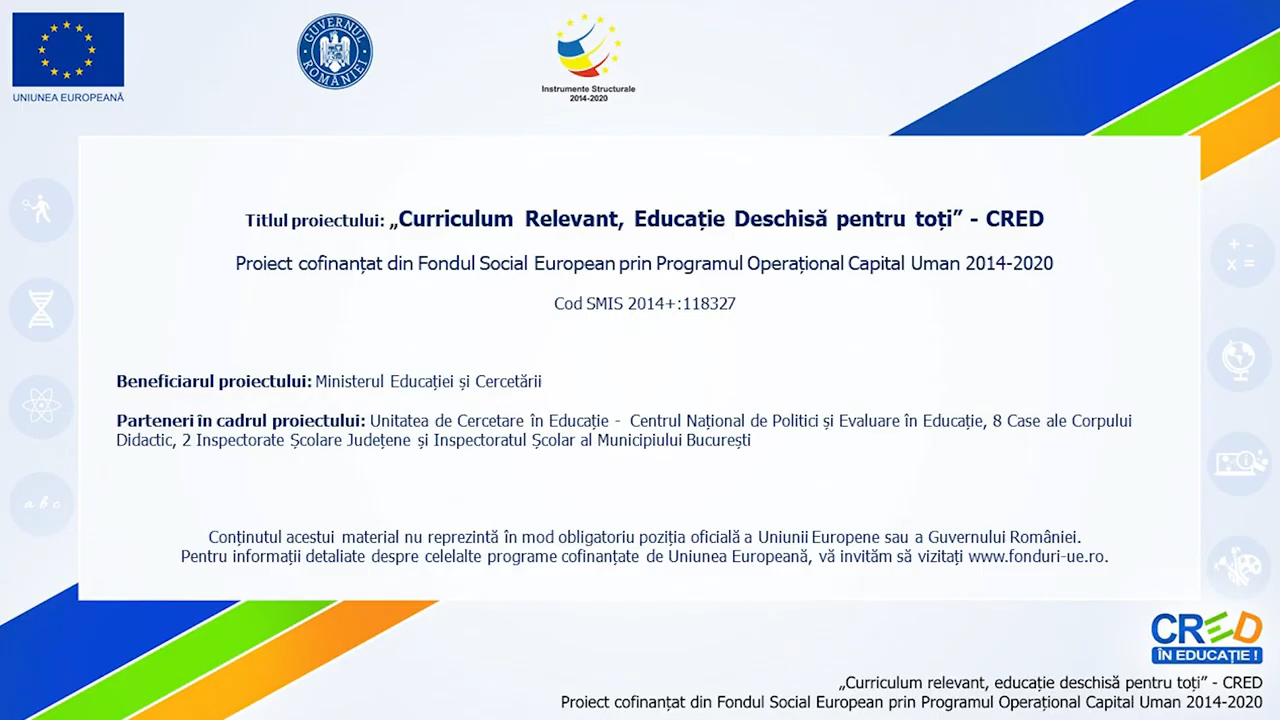 UNIUNEA EUROPEANĂ
GUVERNUL ROMÂNIEI
Instrumente Structurale
2014-2020
Titlul proiectului: „Curriculum Relevant, Educație Deschisă pentru toți” - CRED
Proiect cofinanțat din Fondul Social European prin Programul Operațional Capital Uman 2014-2020
Cod SMIS 2014+:118327
+ -
x =
Beneficiarul proiectului: Ministerul Educației și Cercetării
Parteneri în cadrul proiectului: Unitatea de Cercetare în Educație - Centrul Național de Politici și Evaluare în Educație, 8 Case ale Corpului
Didactic, 2 Inspectorate Școlare Județene și Inspectoratul Școlar al Municipiului București
a b c
Conținutul acestui material nu reprezintă în mod obligatoriu poziția oficială a Uniunii Europene sau a Guvernului României.
Pentru informații detaliate despre celelalte programe cofinanțate de Uniunea Europeană, vă invităm să vizitați www.fonduri-ue.ro.
CRED
ÎN EDUCAȚIE !
„Curriculum relevant, educație deschisă pentru toți” - CRED
Proiect cofinanțat din Fondul Social European prin Programul Operațional Capital Uman 2014-2020